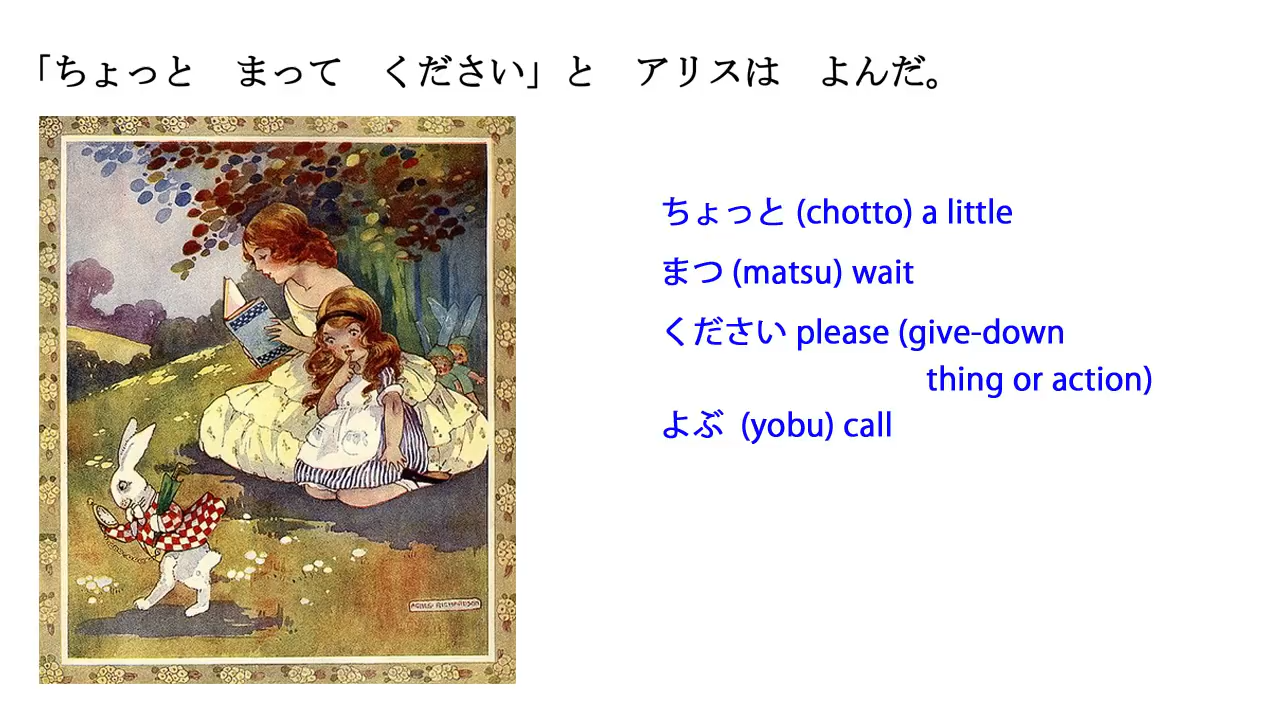 「ちょっと　まって　ください」と　アリスは　よんだ。
ちょっと (chotto) a little
まつ (matsu) wait
ください please (give-down
thing or action)
よぶ (yobu) call